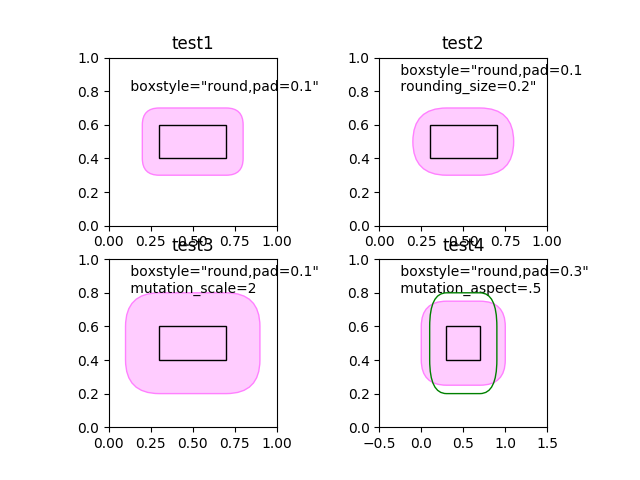 test1
test2
1.0
0.8
0.6
0.4
0.2
0.0
boxstyle="round,pad=0.1"
0.00 0.25 0.50 0.75 1.00
1.0
0.8
0.6
0.4
0.2
0.0
boxstyle="round,pad=0.1
rounding_size=0.2"
0.00 0.25 0.50 0.75 1.00
test3
test4
1.0
0.8
0.6
0.4
0.2
0.0
boxstyle="round,pad=0.1"
mutation_scale=2
0.00 0.25 0.50 0.75 1.00
1.0
0.8
0.6
0.4
0.2
0.0
boxstyle="round,pad=0.3"
mutation_aspect=.5
−0.5 0.0 0.5 1.0 1.5